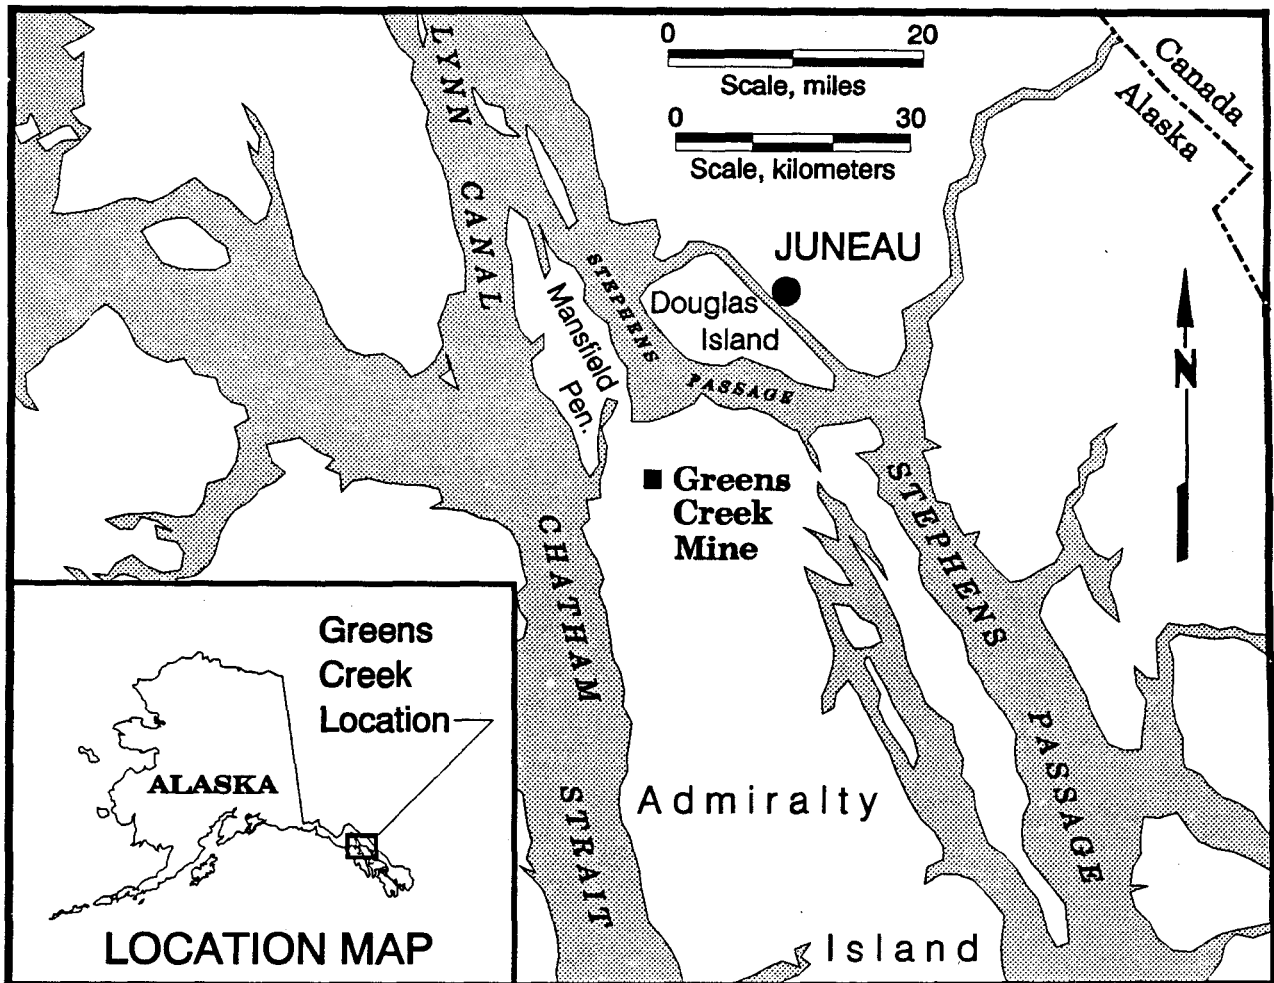 0 20
Scale, miles
0 30
Scale, kilometers
Canada
Alaska
LYNN
CANAL
JUNEAU
STEPHENS
PASSAGE
Douglas
Island
Mansfield
Pen.
N
Greens
Creek
Mine
STEPHENS
PASSAGE
CHATHAM
STRAIT
Admiralty
Island
Greens
Creek
Location
ALASKA
LOCATION MAP